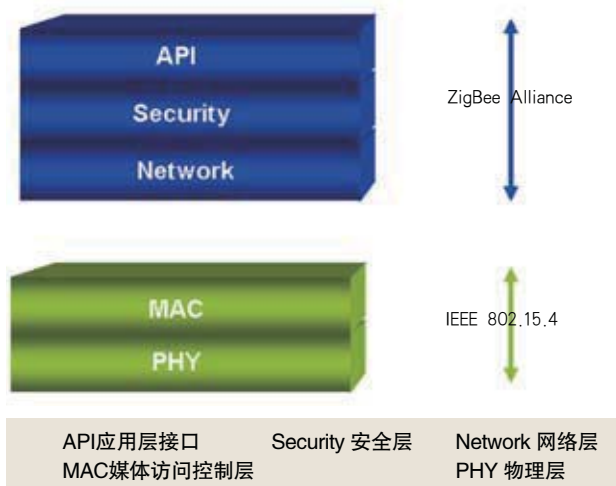 API
Security
Network
ZigBee Alliance
MAC
PHY
IEEE 802.15.4
API应用层接口 Security 安全层 Network 网络层
MAC媒体访问控制层 PHY 物理层